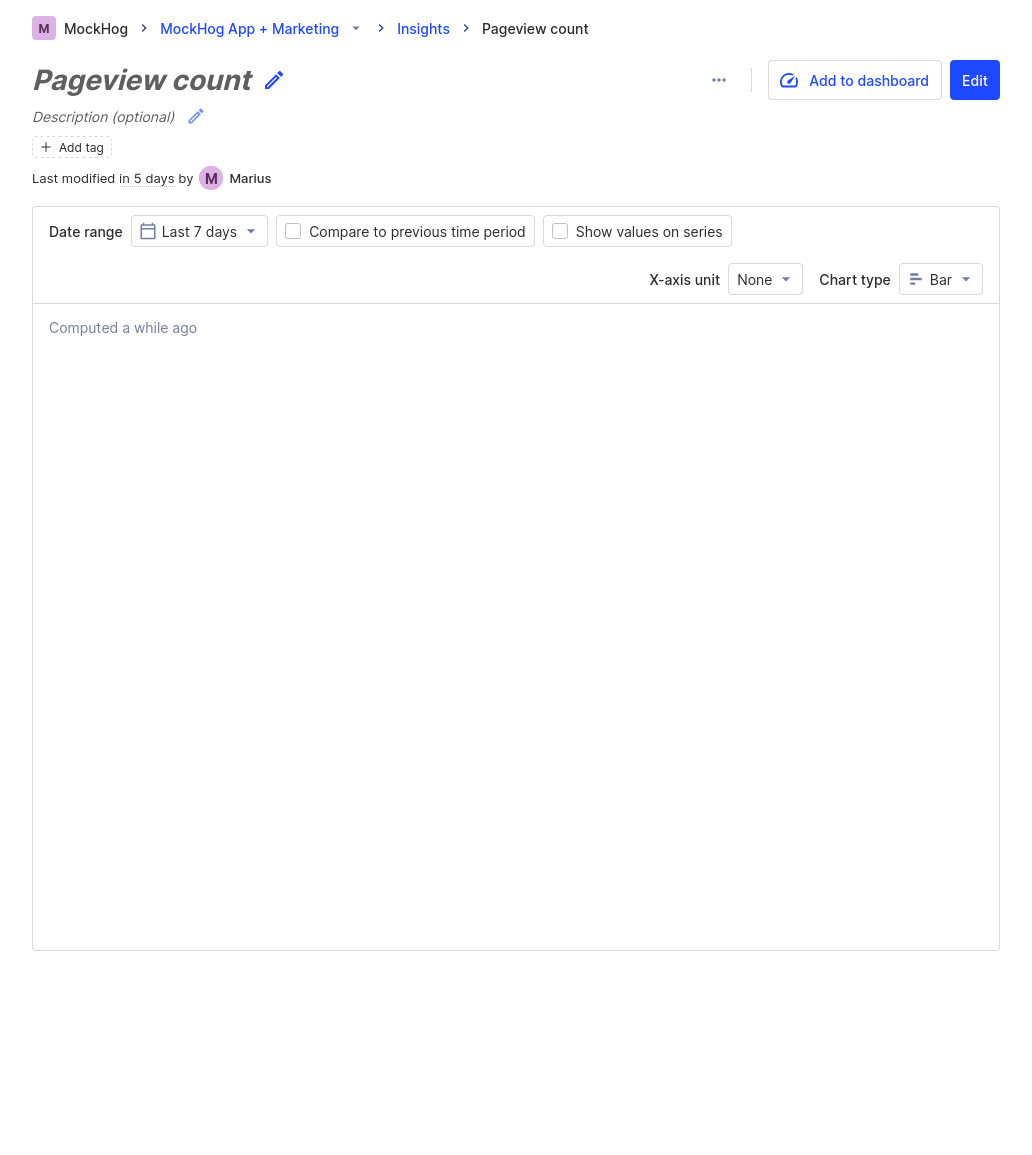 M MockHog MockHog App + Marketing Insights Pageview count
Pageview count
Add to dashboard Edit
Description (optional)
Add tag
Last modified in 5 days by M Marius
Date range Last 7 days Compare to previous time period Show values on series
X-axis unit None Chart type Bar
Computed a while ago